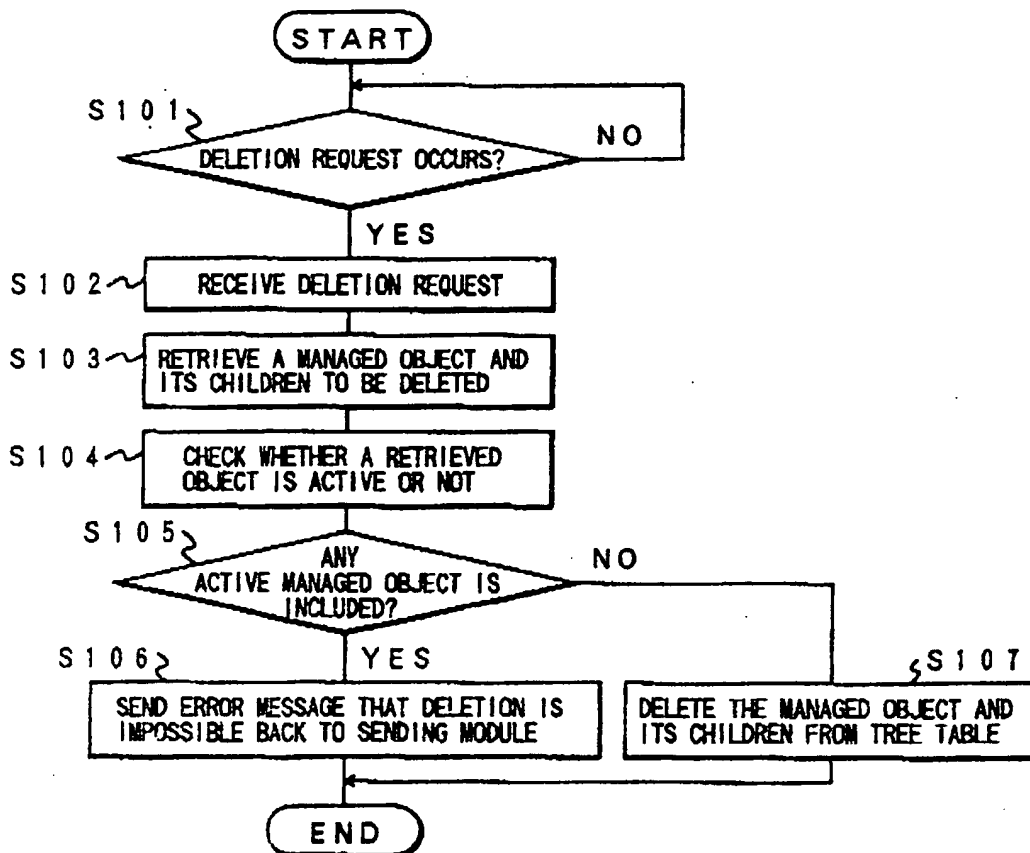 START
S101
DELETION REQUEST OCCURS?
NO
YES
S102
RECEIVE DELETION REQUEST
S103
RETRIEVE A MANAGED OBJECT AND
ITS CHILDREN TO BE DELETED
S104
CHECK WHETHER A RETRIEVED
OBJECT IS ACTIVE OR NOT
S105
ANY
ACTIVE MANAGED OBJECT IS
INCLUDED?
NO
YES
S106
SEND ERROR MESSAGE THAT DELETION IS
IMPOSSIBLE BACK TO SENDING MODULE
S107
DELETE THE MANAGED OBJECT AND
ITS CHILDREN FROM TREE TABLE
END